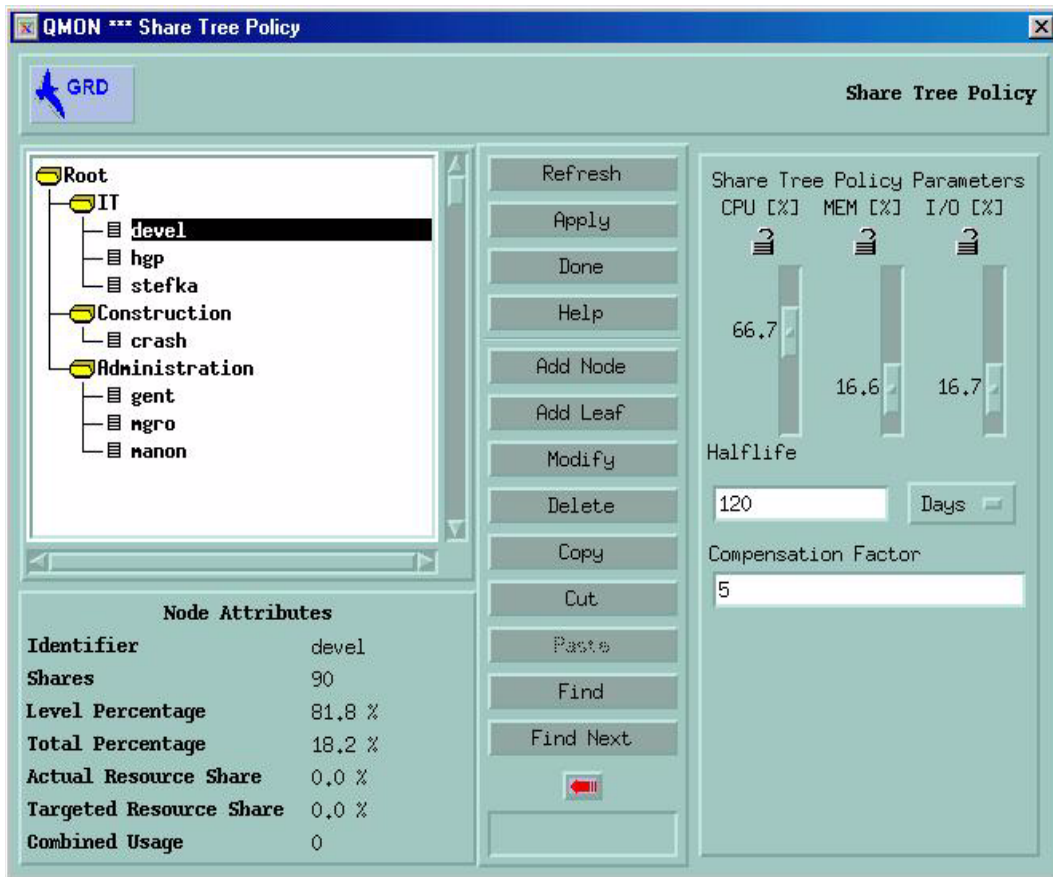 QMON *** Share Tree Policy
GRD
Share Tree Policy
Root
IT
devel
hgp
stefka
Construction
crash
Administration
gent
mgro
manon
Node Attributes
Identifier devel
Shares 90
Level Percentage 81.8 %
Total Percentage 18.2 %
Actual Resource Share 0.0 %
Targeted Resource Share 0.0 %
Combined Usage 0
Refresh
Apply
Done
Help
Add Node
Add Leaf
Modify
Delete
Copy
Cut
Paste
Find
Find Next
Share Tree Policy Parameters
CPU [%] MEM [%] I/O [%]
66.7
16.6 16.7
Halflife
120 Days
Compensation Factor
5